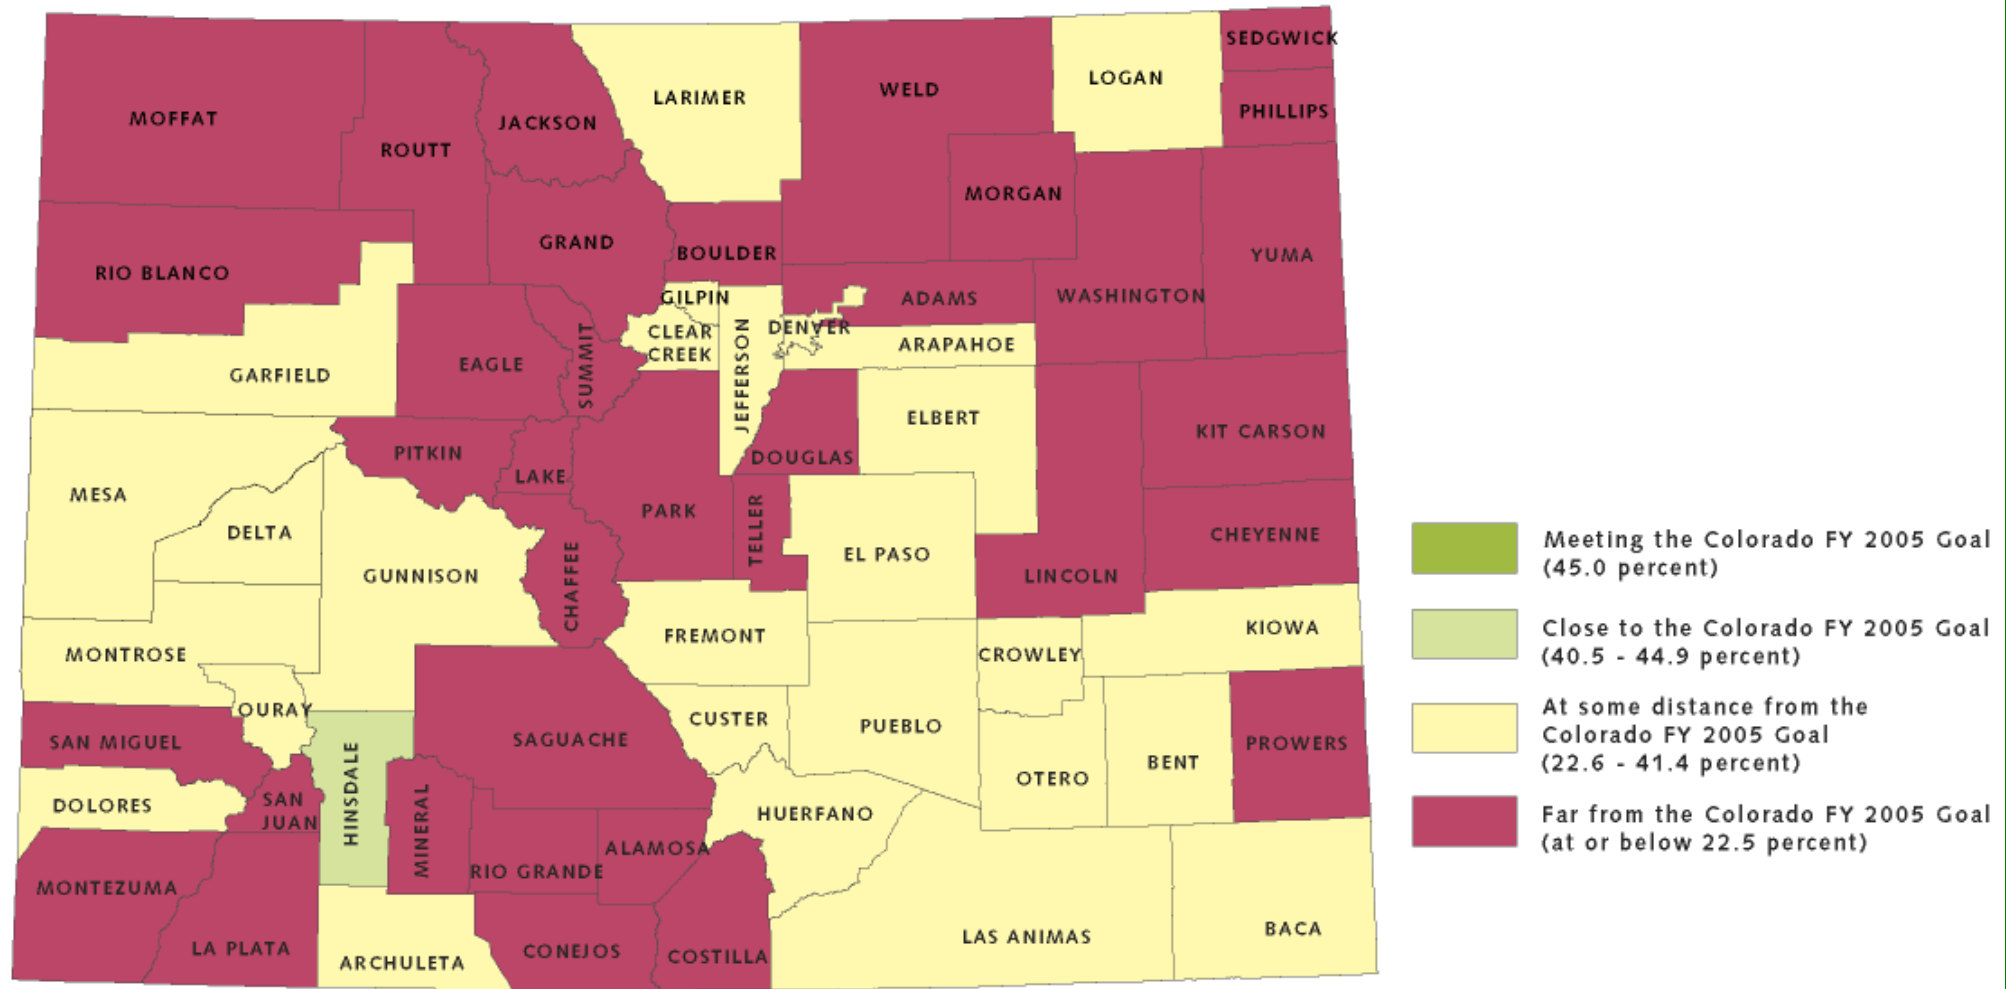 SEDGWICK
LOGAN
WELD
LARIMER
PHILLIPS
MOFFAT
JACKSON
ROUTT
MORGAN
GRAND
BOULDER
YUMA
RIO BLANCO
GILPIN
ADAMS
WASHINGTON
CLEAR
CREEK
DENVER
ARAPAHOE
EAGLE
SUMMIT
JEFFERSON
GARFIELD
ELBERT
KIT CARSON
PITKIN
DOUGLAS
LAKE
MESA
PARK
TELLER
DELTA
CHEYENNE
EL PASO
GUNNISON
CHAFFEE
LINCOLN
FREMONT
KIOWA
MONTROSE
CROWLEY
OURAY
CUSTER
PUEBLO
SAN MIGUEL
SAGUACHE
PROWERS
BENT
OTERO
DOLORES
SAN
JUAN
HINSDALE
MINERAL
HUERFANO
ALAMOSA
RIO GRANDE
MONTEZUMA
LA PLATA
ARCHULETA
CONEJOS
COSTILLA
LAS ANIMAS
BACA
Meeting the Colorado FY 2005 Goal
(45.0 percent)
Close to the Colorado FY 2005 Goal
(40.5 - 44.9 percent)
At some distance from the
Colorado FY 2005 Goal
(22.6 - 41.4 percent)
Far from the Colorado FY 2005 Goal
(at or below 22.5 percent)